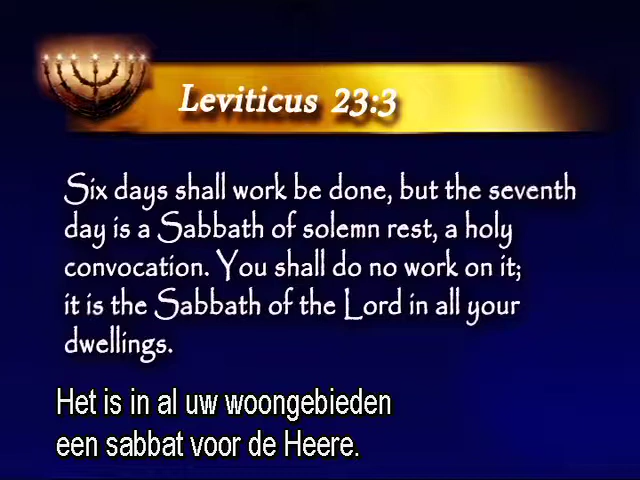 Leviticus 23:3
Six days shall work be done, but the seventh
day is a Sabbath of solemn rest, a holy
convocation. You shall do no work on it;
it is the Sabbath of the Lord in all your
dwellings.
Het is in al uw woongebieden
een sabbat voor de Heere.